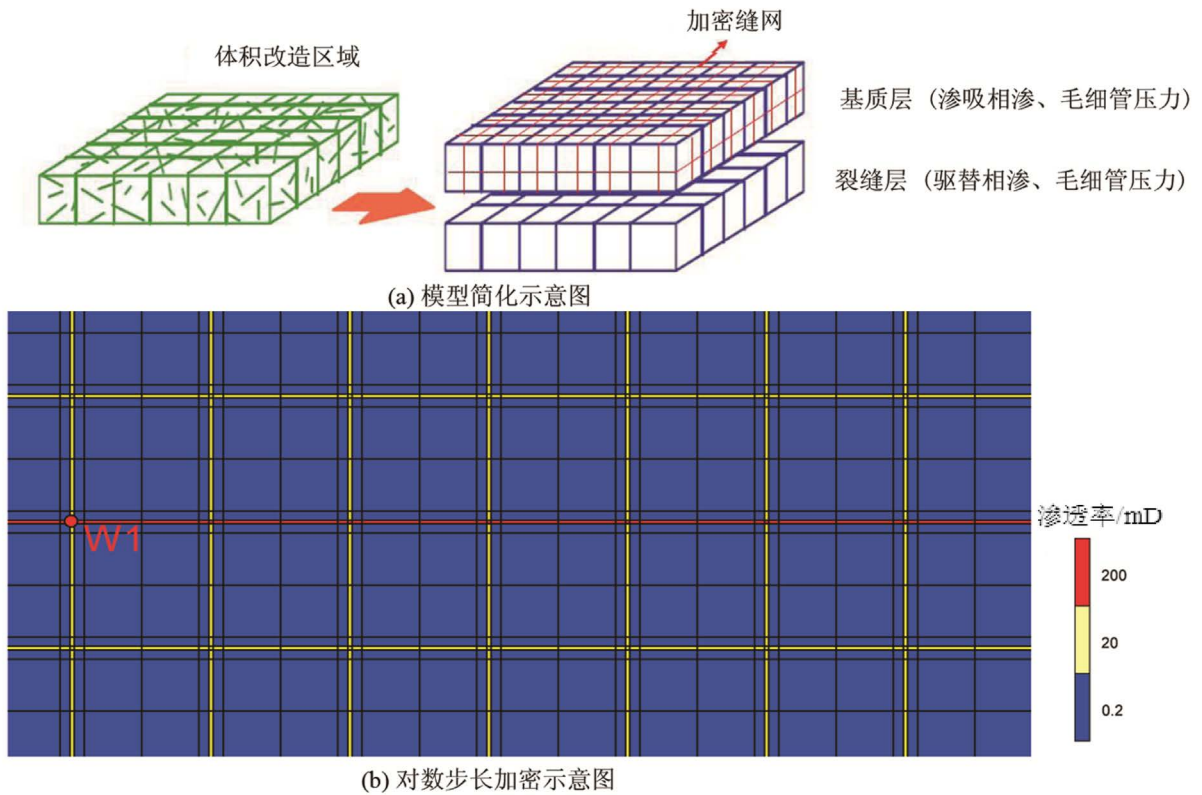 加密缝网
体积改造区域
基质层 (渗吸相渗、毛细管压力)
裂缝层 (驱替相渗、毛细管压力)
(a) 模型简化示意图
W1
渗透率/mD
200
20
0.2
(b) 对数步长加密示意图